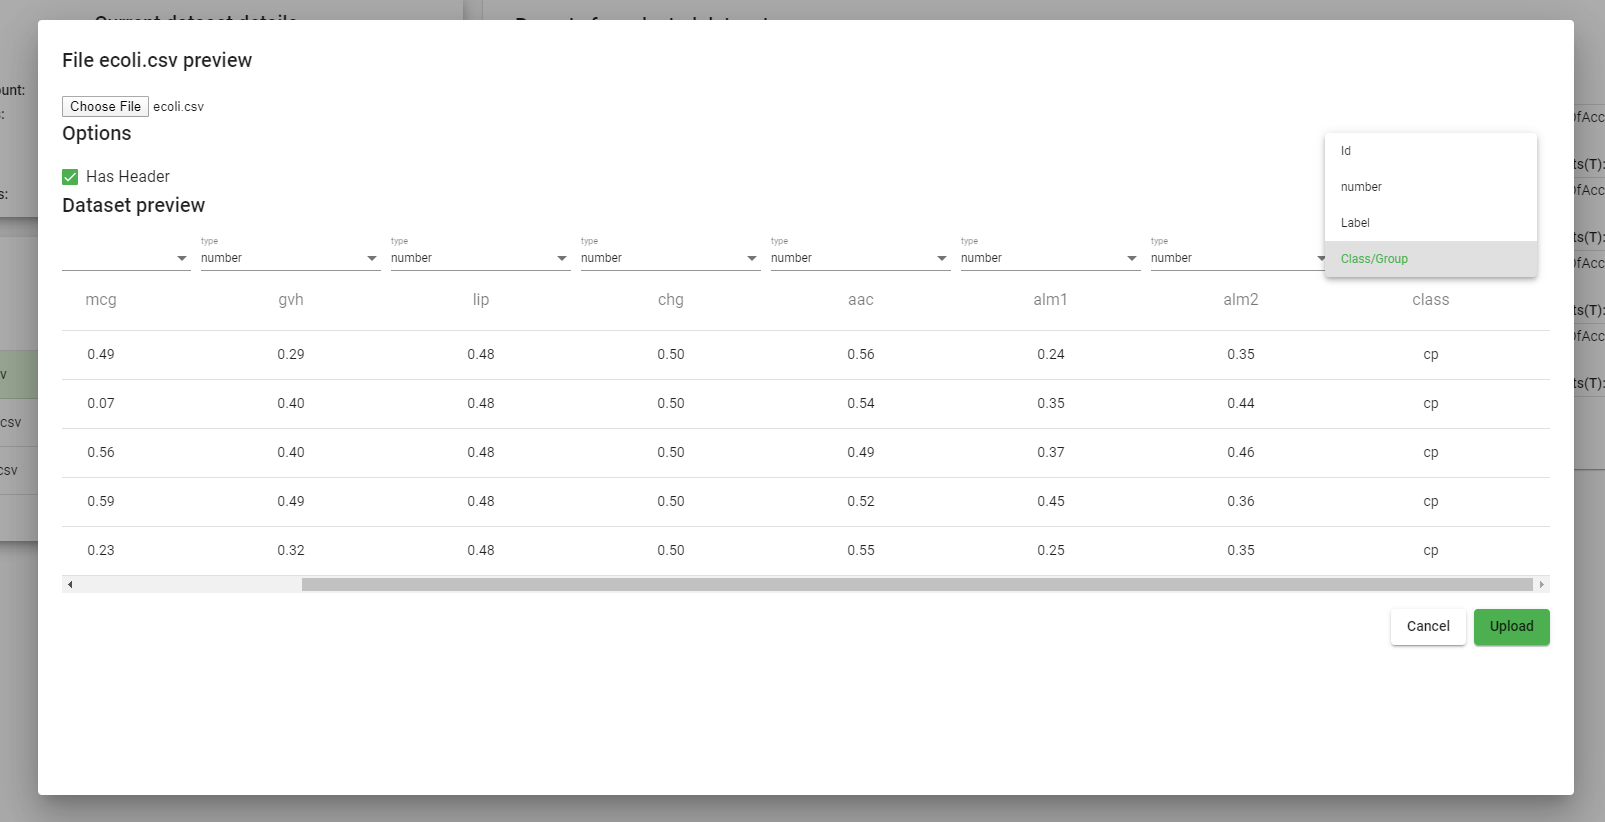 File ecoli.csv preview
Choose File ecoli.csv
Options
Has Header
Dataset preview
Id
number
Label
Class/Group
type type type type type type
number number number number number number
mcg gvh lip chg aac alm1 alm2 class
0.49 0.29 0.48 0.50 0.56 0.24 0.35 cp
0.07 0.40 0.48 0.50 0.54 0.35 0.44 cp
0.56 0.40 0.48 0.50 0.49 0.37 0.46 cp
0.59 0.49 0.48 0.50 0.52 0.45 0.36 cp
0.23 0.32 0.48 0.50 0.55 0.25 0.35 cp
Cancel Upload